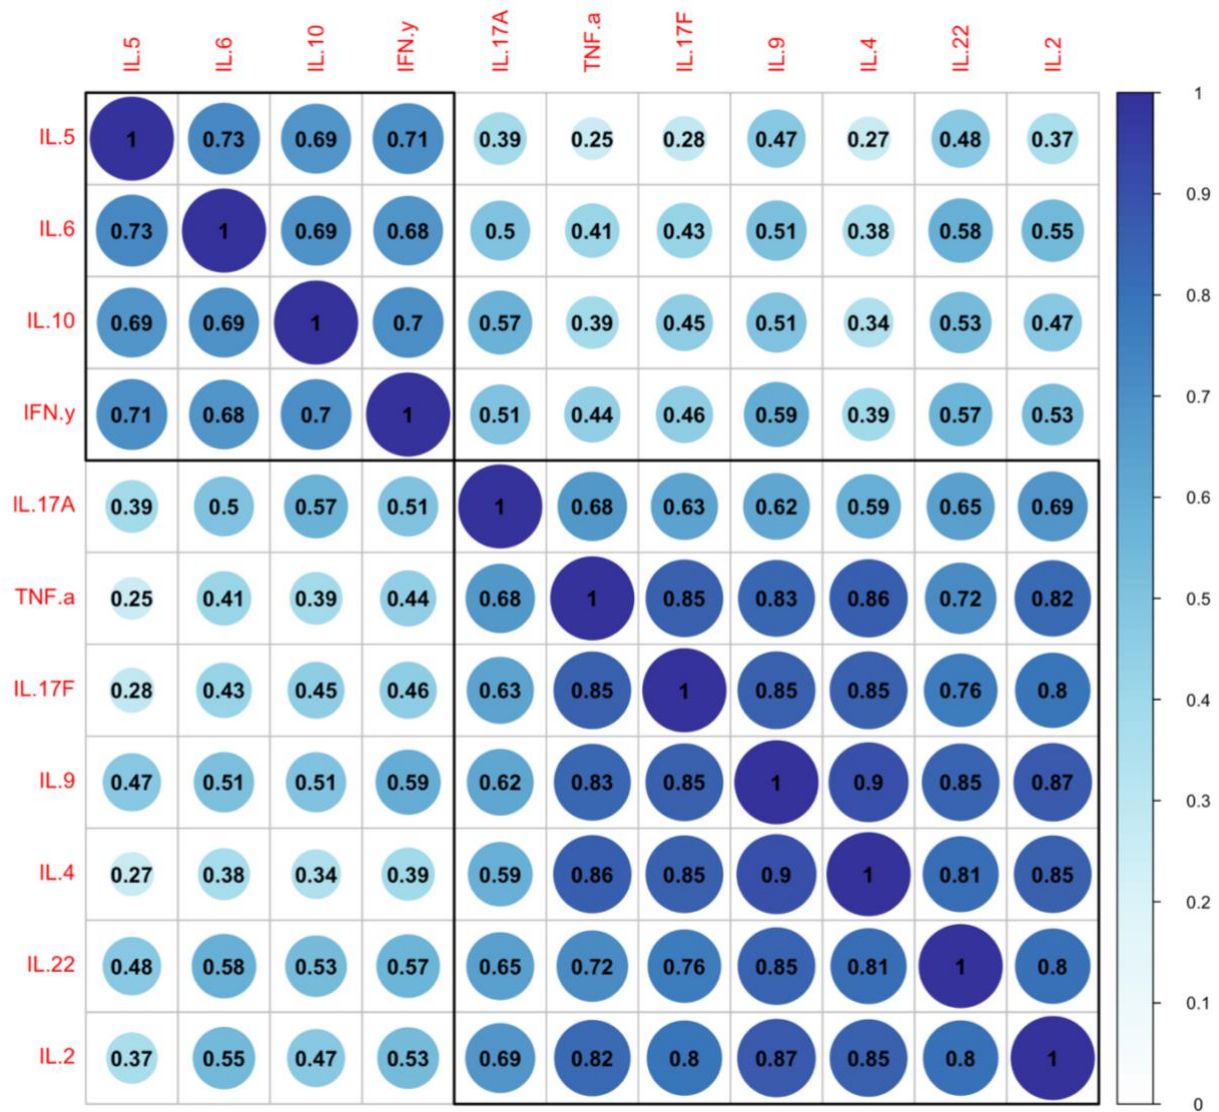 IL.5 IL.6 IL.10 IFN.y IL.17A TNF.a IL.17F IL.9 IL.4 IL.22 IL.2
IL.5 1 0.73 0.69 0.71 0.39 0.25 0.28 0.47 0.27 0.48 0.37
IL.6 0.73 1 0.69 0.68 0.5 0.41 0.43 0.51 0.38 0.58 0.55
IL.10 0.69 0.69 1 0.7 0.57 0.39 0.45 0.51 0.34 0.53 0.47
IFN.y 0.71 0.68 0.7 1 0.51 0.44 0.46 0.59 0.39 0.57 0.53
IL.17A 0.39 0.5 0.57 0.51 1 0.68 0.63 0.62 0.59 0.65 0.69
TNF.a 0.25 0.41 0.39 0.44 0.68 1 0.85 0.83 0.86 0.72 0.82
IL.17F 0.28 0.43 0.45 0.46 0.63 0.85 1 0.85 0.85 0.76 0.8
IL.9 0.47 0.51 0.51 0.59 0.62 0.83 0.85 1 0.9 0.85 0.87
IL.4 0.27 0.38 0.34 0.39 0.59 0.86 0.85 0.9 1 0.81 0.85
IL.22 0.48 0.58 0.53 0.57 0.65 0.72 0.76 0.85 0.81 1 0.8
IL.2 0.37 0.55 0.47 0.53 0.69 0.82 0.8 0.87 0.85 0.8 1
1
0.9
0.8
0.7
0.6
0.5
0.4
0.3
0.2
0.1
0